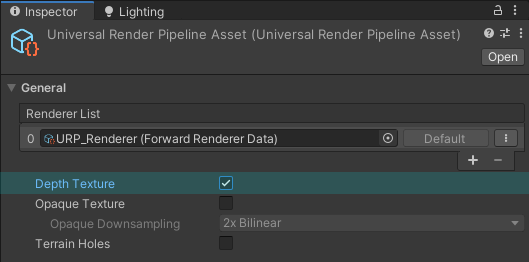 Inspector
Lighting
Universal Render Pipeline Asset (Universal Render Pipeline Asset)
Open
General
Renderer List
0 URP_Renderer (Forward Renderer Data) Default
Depth Texture
Opaque Texture
Opaque Downsampling 2x Bilinear
Terrain Holes